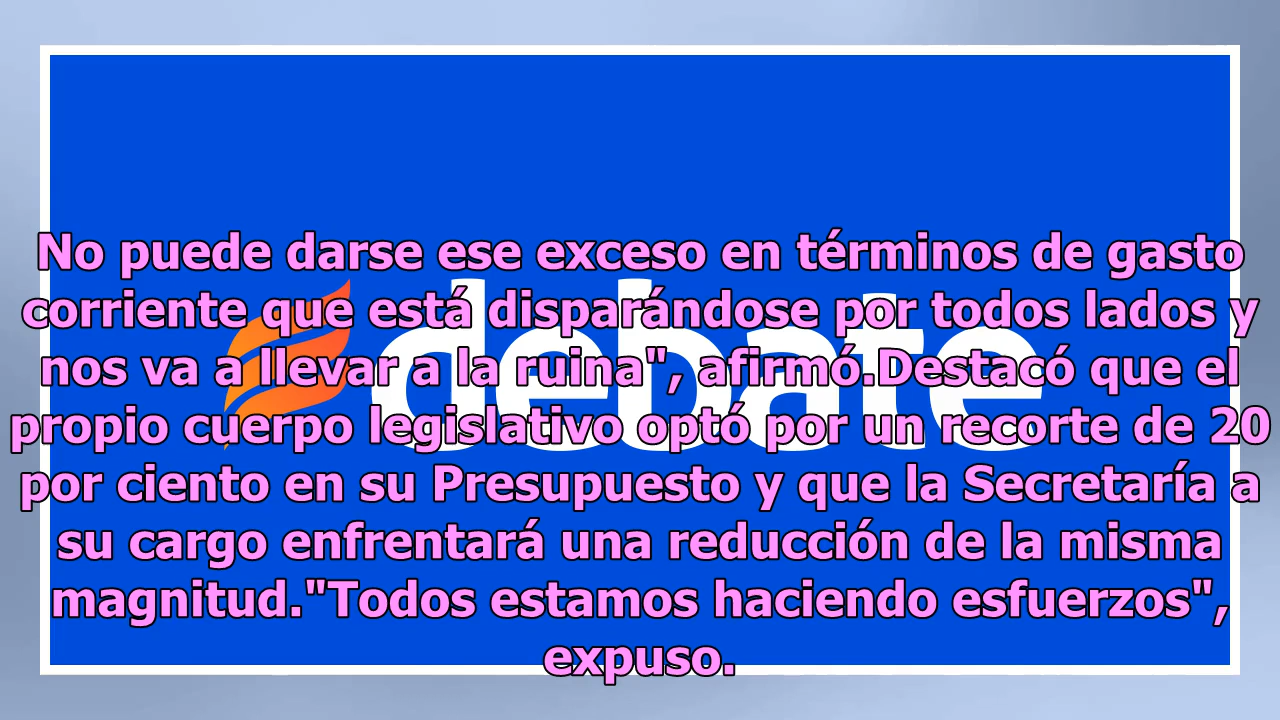 No puede darse ese exceso en términos de gasto
corriente que está disparándose por todos lados y
nos va a llevar a la ruina", afirmó.Destacó que el
propio cuerpo legislativo optó por un recorte de 20
por ciento en su Presupuesto y que la Secretaría a
su cargo enfrentará una reducción de la misma
magnitud."Todos estamos haciendo esfuerzos",
expuso.
debate